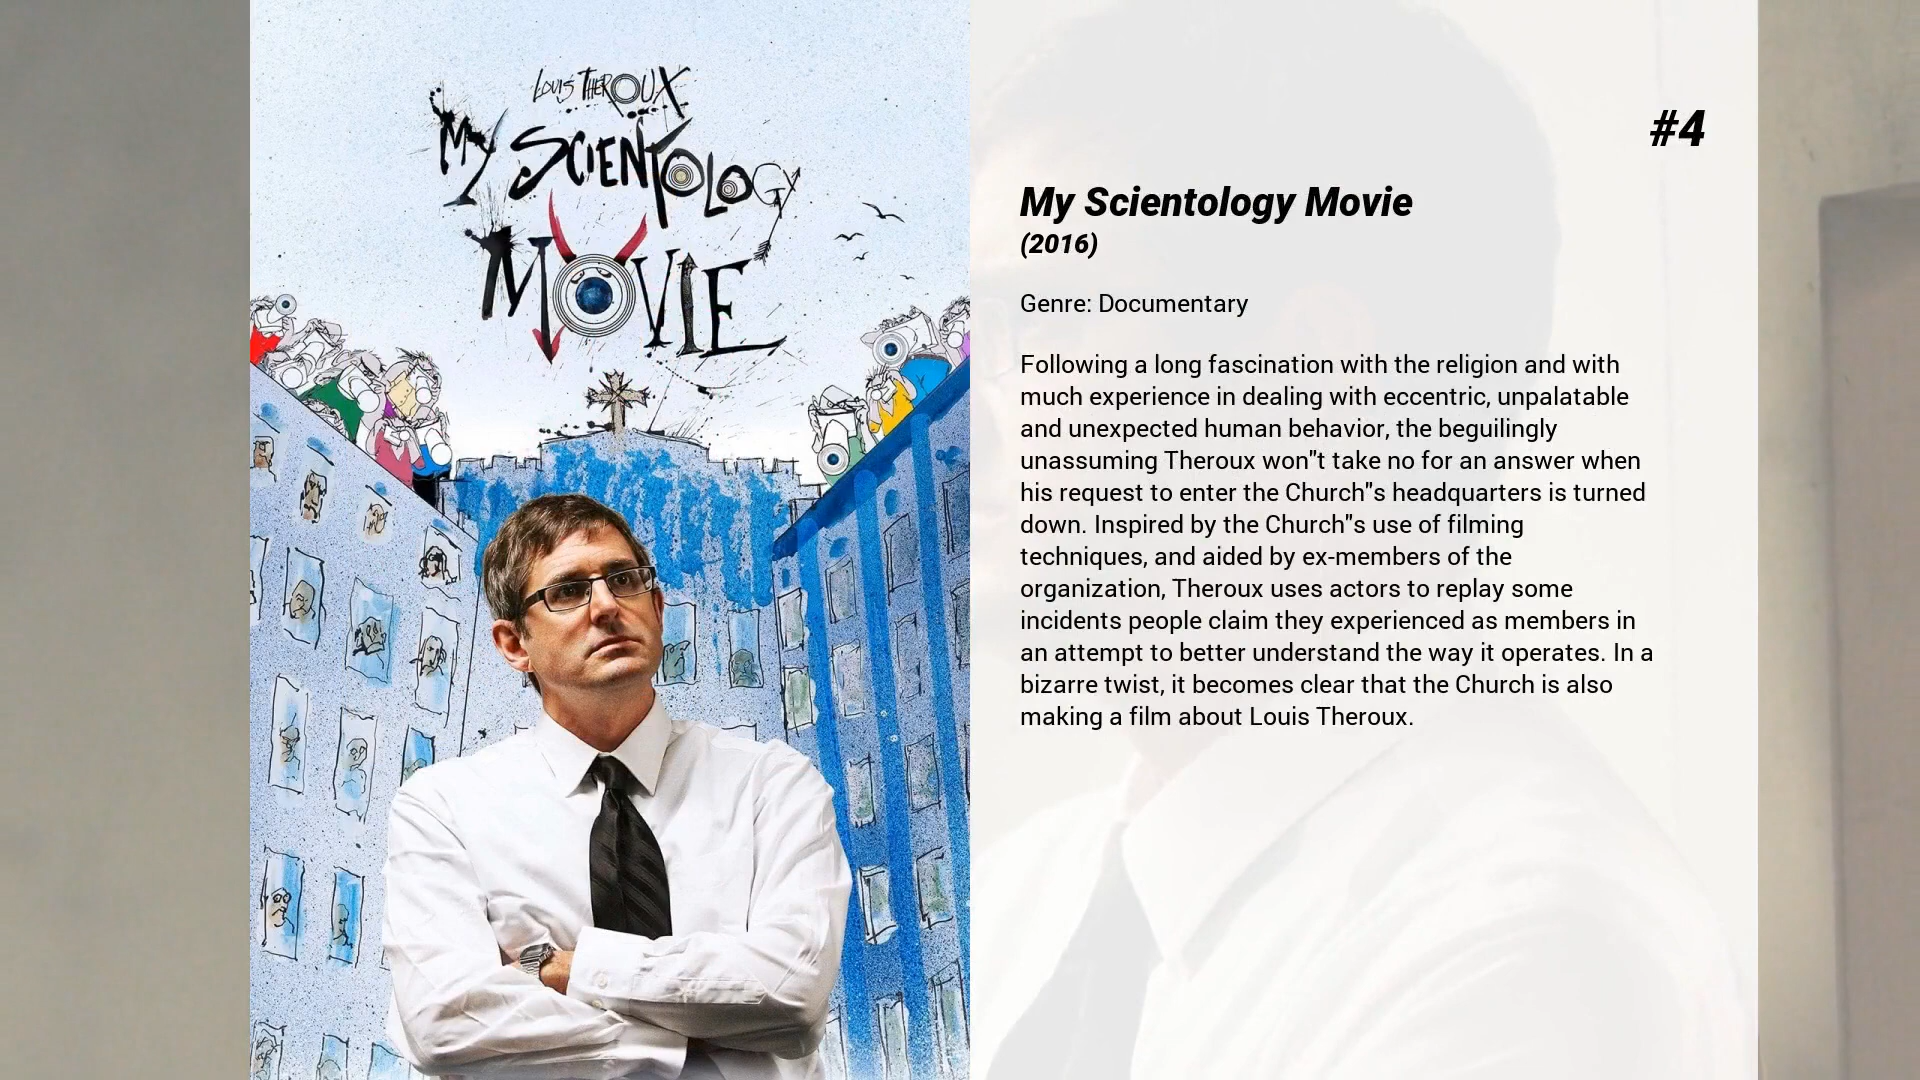 LOUIS THEROUX
MY SCIENTOLOGY
MOVIE
#4
My Scientology Movie
(2016)
Genre: Documentary
Following a long fascination with the religion and with
much experience in dealing with eccentric, unpalatable
and unexpected human behavior, the beguilingly
unassuming Theroux won"t take no for an answer when
his request to enter the Church"s headquarters is turned
down. Inspired by the Church"s use of filming
techniques, and aided by ex-members of the
organization, Theroux uses actors to replay some
incidents people claim they experienced as members in
an attempt to better understand the way it operates. In a
bizarre twist, it becomes clear that the Church is also
making a film about Louis Theroux.